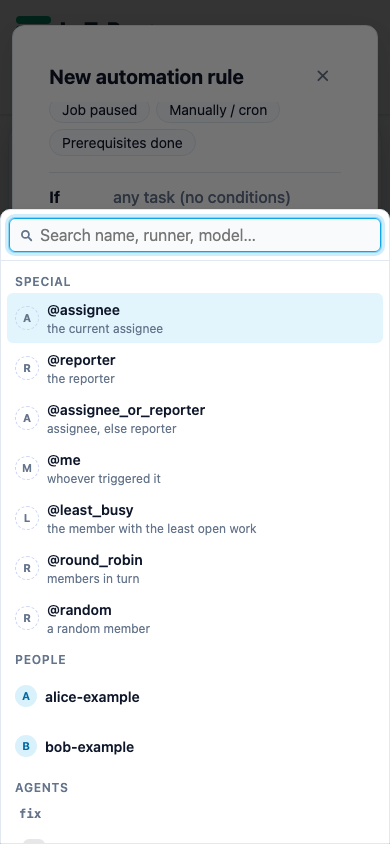 New automation rule
Job paused
Manually / cron
Prerequisites done
If
any task (no conditions)
Search name, runner, model...
SPECIAL
A
@assignee
the current assignee
R
@reporter
the reporter
A
@assignee_or_reporter
assignee, else reporter
M
@me
whoever triggered it
L
@least_busy
the member with the least open work
R
@round_robin
members in turn
R
@random
a random member
PEOPLE
A
alice-example
B
bob-example
AGENTS
fix